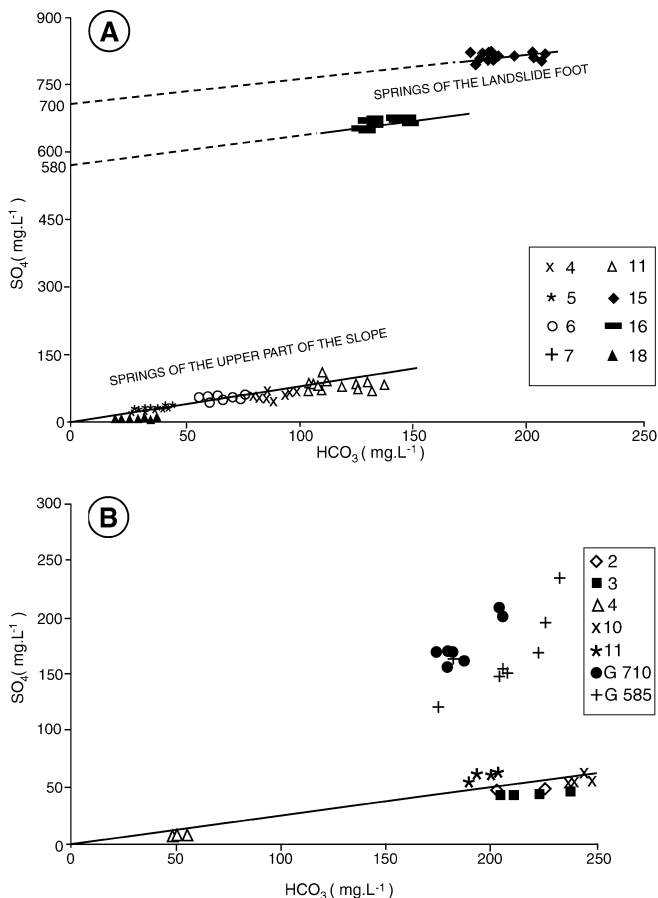 A
900
750
700
600
580
450
300
150
0
SO4( mg.L-1 )
SPRINGS OF THE LANDSLIDE FOOT
SPRINGS OF THE UPPER PART OF THE SLOPE
4 11
5 15
6 16
7 18
0 50 100 150 200 250
HCO3 ( mg.L-1 )
B
300
250
200
150
100
50
0
SO4( mg.L-1 )
2
3
4
10
11
G 710
G 585
0 50 100 150 200 250
HCO3 ( mg.L-1 )